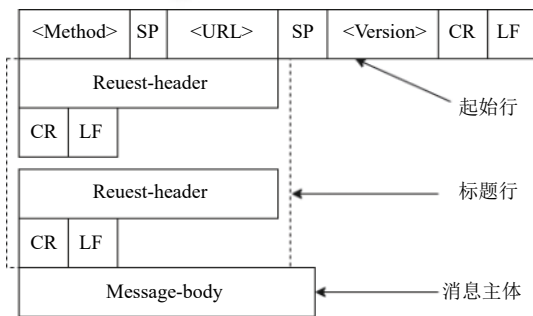 <Method> SP <URL> SP <Version> CR LF
Reuest-header
起始行
CR LF
Reuest-header
标题行
CR LF
Message-body
消息主体